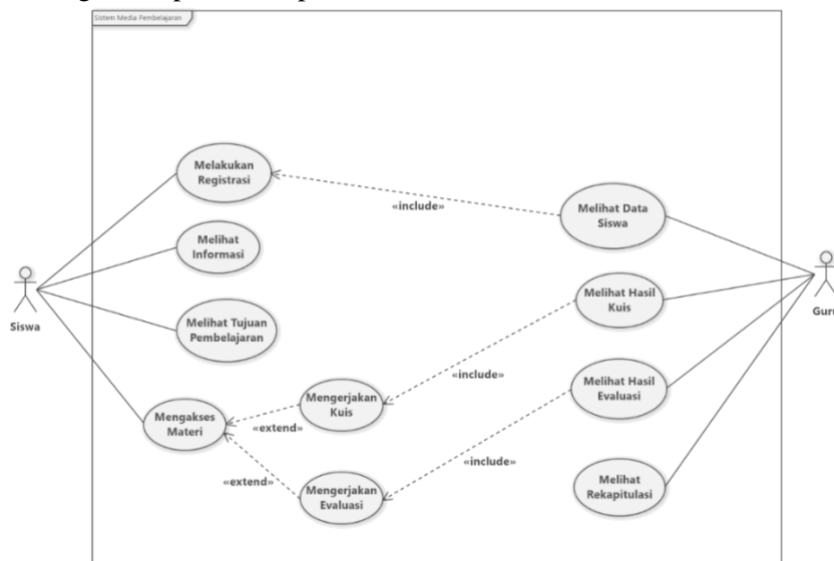 Sistem Media Pembelajaran
Melakukan
Registrasi
«include»
Melihat Data
Siswa
Melihat
Informasi
Melihat Hasil
Kuis
Siswa
Guru
Melihat Tujuan
Pembelajaran
«include»
Melihat Hasil
Evaluasi
Mengakses
Materi
Mengerjakan
Kuis
«extend»
«include»
«extend»
Mengerjakan
Evaluasi
Melihat
Rekapitulasi